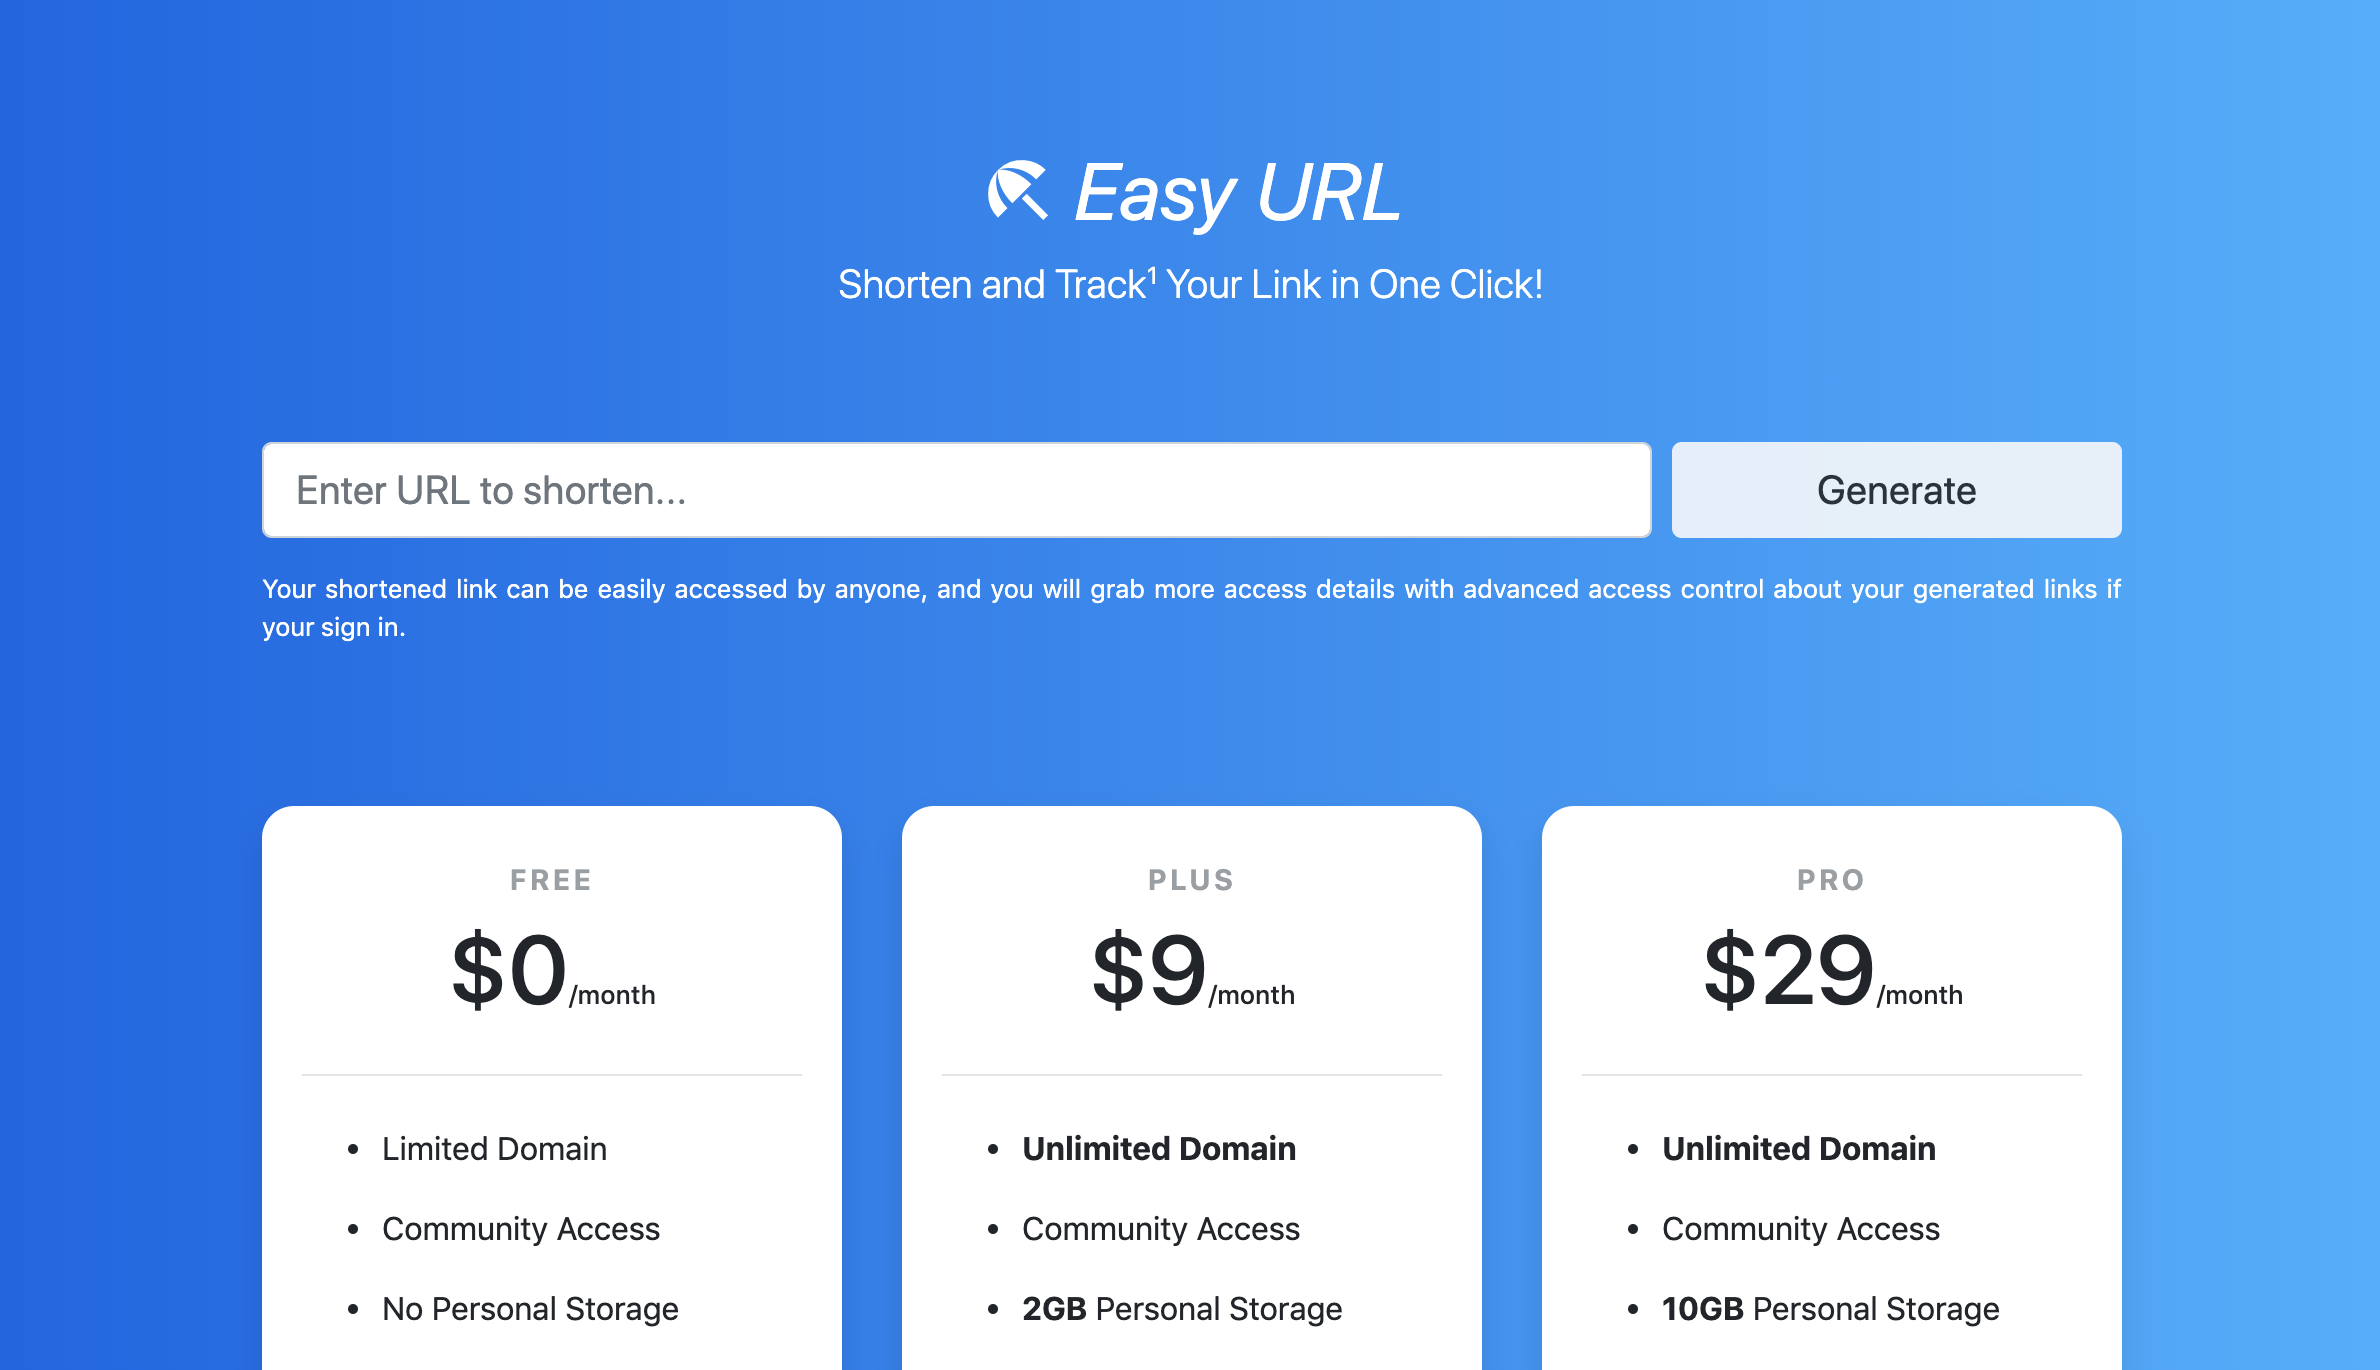 Easy URL
Shorten and Track¹ Your Link in One Click!
Enter URL to shorten...
Generate
Your shortened link can be easily accessed by anyone, and you will grab more access details with advanced access control about your generated links if
your sign in.
FREE
$0/month
Limited Domain
Community Access
No Personal Storage
PLUS
$9/month
Unlimited Domain
Community Access
2GB Personal Storage
PRO
$29/month
Unlimited Domain
Community Access
10GB Personal Storage